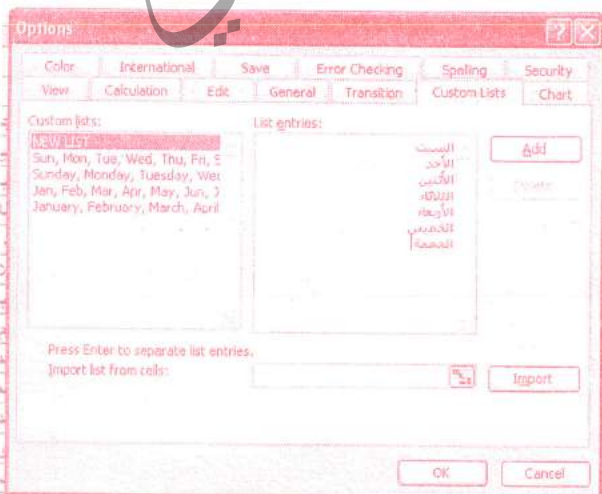 Options
Color International Save Error Checking Spelling Security
View Calculation Edit General Transition Custom Lists Chart
Custom lists:
NEW LIST
Sun, Mon, Tue, Wed, Thu, Fri, S
Sunday, Monday, Tuesday, Wed
Jan, Feb, Mar, Apr, May, Jun, J
January, February, March, April
List entries:
السبت
الأحد
الأثنين
الثلاثاء
الأربعاء
الخميس
الجمعة
Add
Delete
Press Enter to separate list entries.
Import list from cells:
Import
OK Cancel